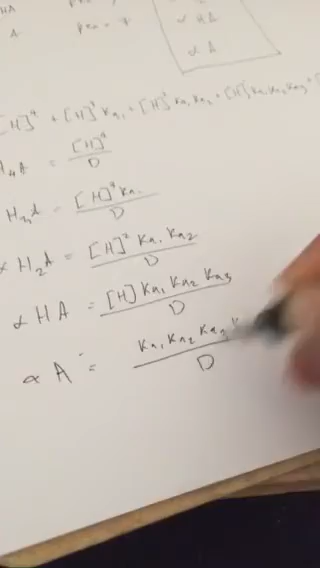 HA
A
α HA
α A
[H]⁴ + [H]³ Ka₁ + [H]² Ka₁ Ka₂ + [H] Ka₁ Ka₂ Ka₃ +
H₄A = [H]⁴ / D
H₃A = [H]³ Ka₁ / D
α H₂A = [H]² Ka₁ Ka₂ / D
α HA = [H] Ka₁ Ka₂ Ka₃ / D
α A = Ka₁ Ka₂ Ka₃ K / D